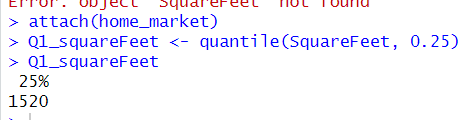 Error: object 'SquareFeet' not found
> attach(home_market)
> Q1_squareFeet <- quantile(SquareFeet, 0.25)
> Q1_squareFeet
 25%
1520
>